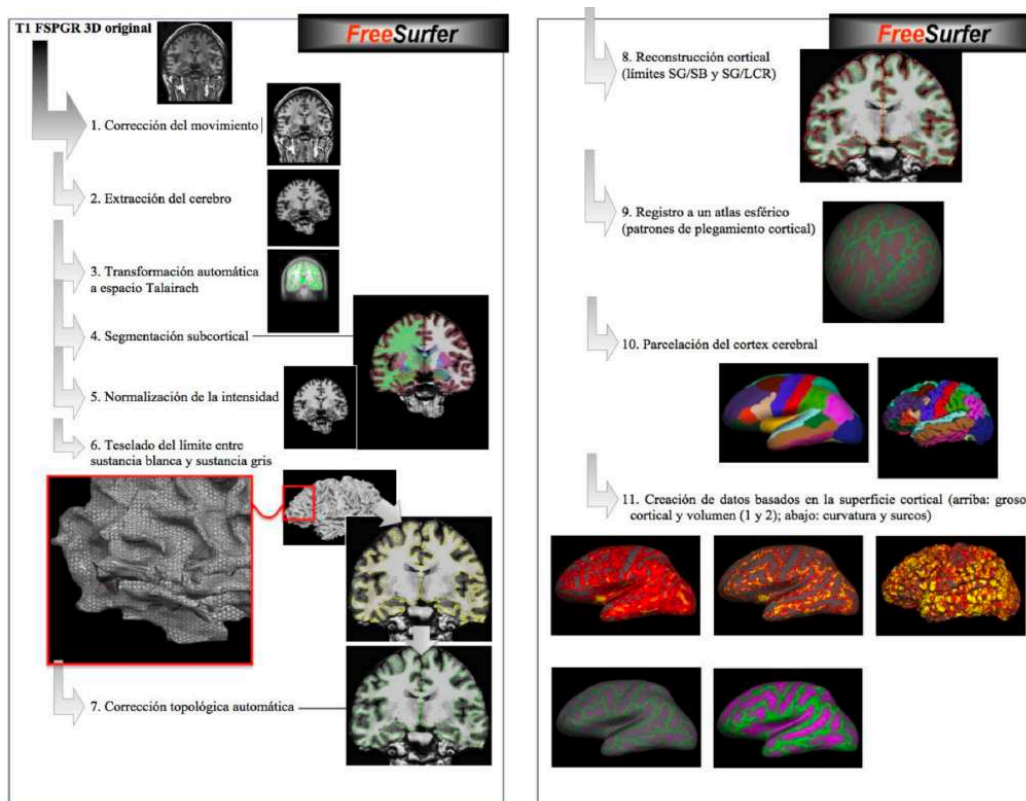 T1 FSPGR 3D original
FreeSurfer
1. Corrección del movimiento
2. Extracción del cerebro
3. Transformación automática
a espacio Talairach
4. Segmentación subcortical
5. Normalización de la intensidad
6. Teselado del límite entre
sustancia blanca y sustancia gris
7. Corrección topológica automática
FreeSurfer
8. Reconstrucción cortical
(límites SG/SB y SG/LCR)
9. Registro a un atlas esférico
(patrones de plegamiento cortical)
10. Parcelación del cortex cerebral
11. Creación de datos basados en la superficie cortical (arriba: groso
cortical y volumen (1 y 2); abajo: curvatura y surcos)